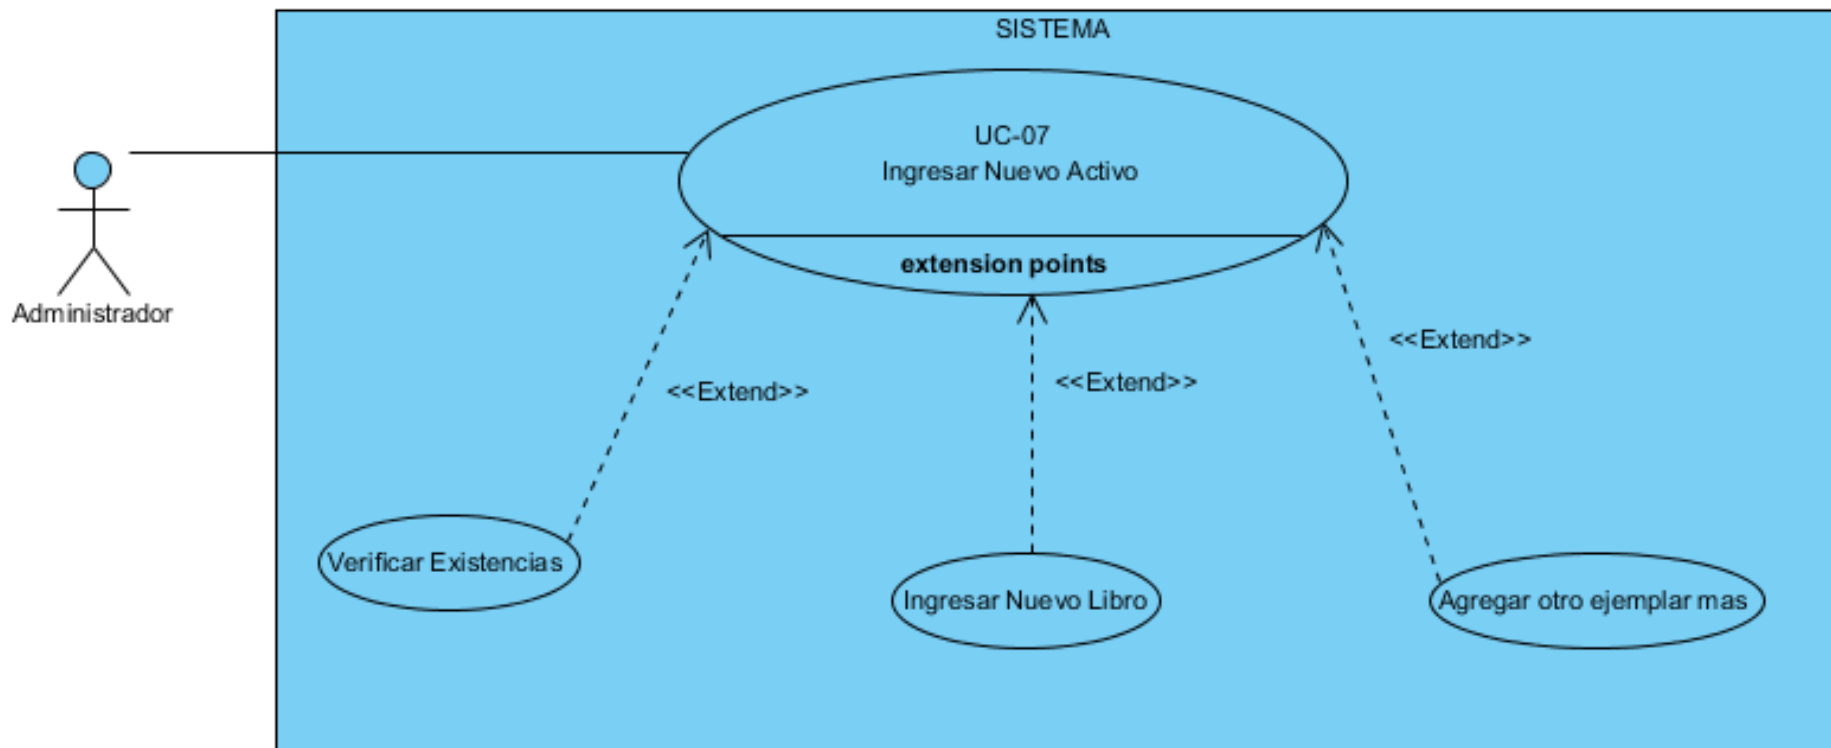 SISTEMA
UC-07
Ingresar Nuevo Activo
extension points
Administrador
<<Extend>>
<<Extend>>
<<Extend>>
Verificar Existencias
Ingresar Nuevo Libro
Agregar otro ejemplar mas